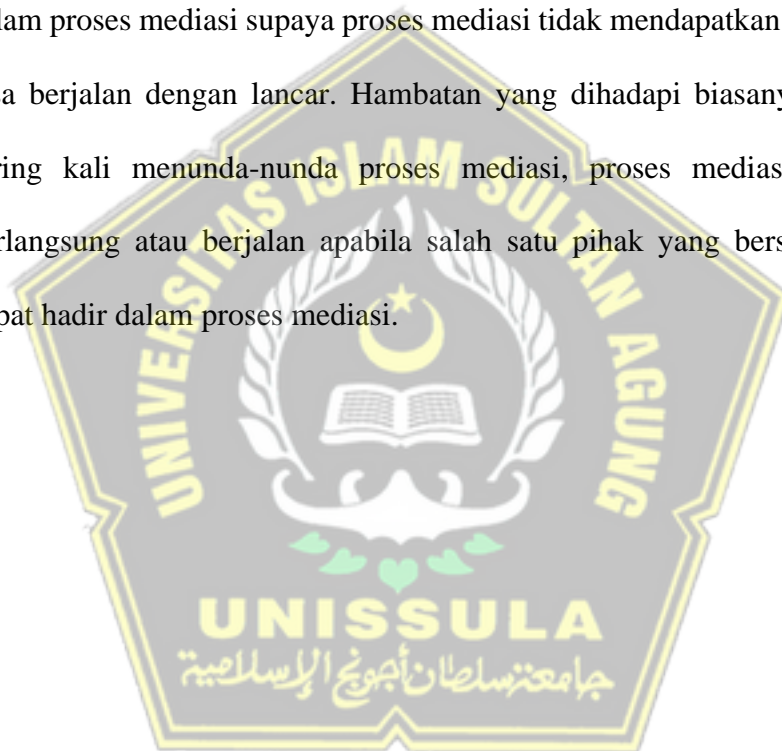 lam proses mediasi supaya proses mediasi tidak mendapatkan
a berjalan dengan lancar. Hambatan yang dihadapi biasany
ring kali menunda-nunda proses mediasi, proses medias
rlangsung atau berjalan apabila salah satu pihak yang bers
pat hadir dalam proses mediasi.
UNIVERSITAS ISLAM SULTAN AGUNG
UNISSULA
جامعة سلطان أجونج الإسلامية